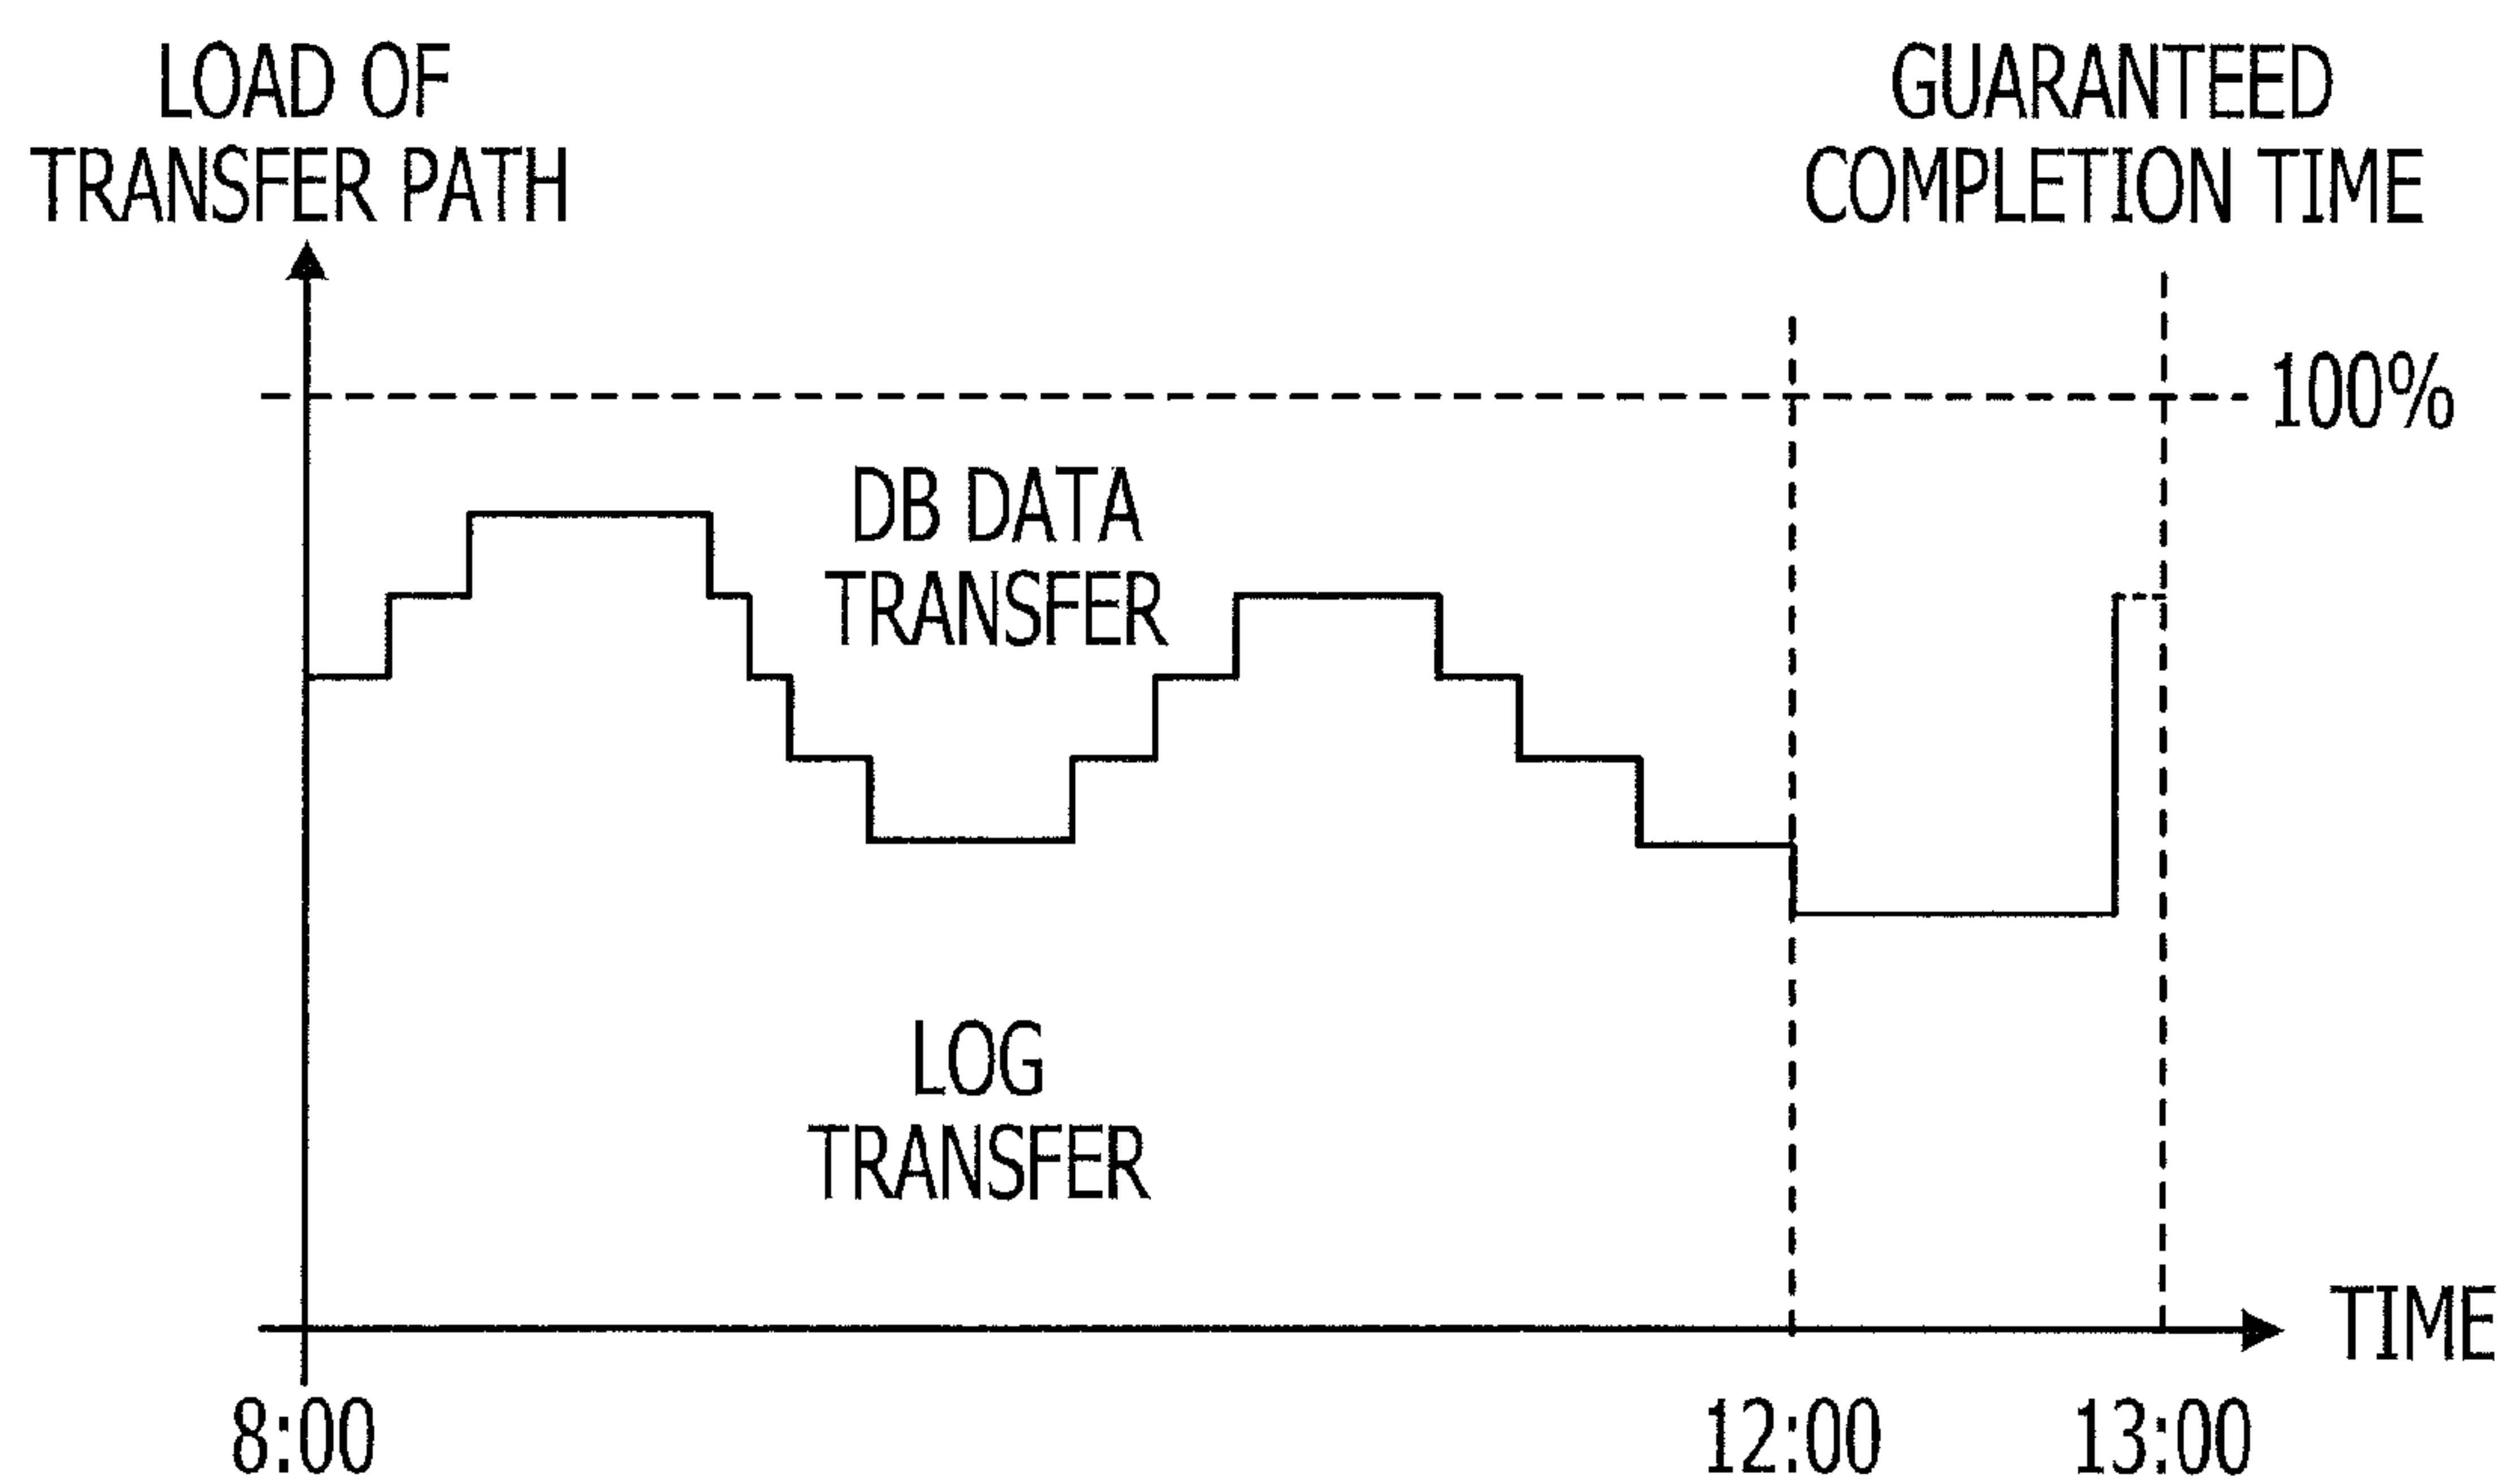 LOAD OF
TRANSFER PATH
GUARANTEED
COMPLETION TIME
100%
DB DATA
TRANSFER
LOG
TRANSFER
TIME
8:00
12:00
13:00